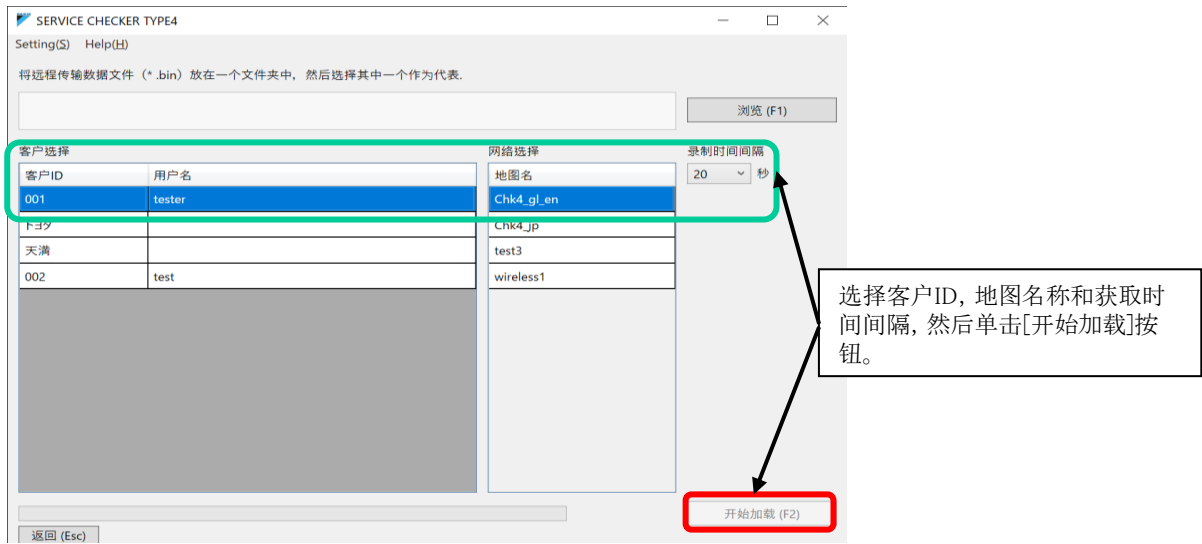 SERVICE CHECKER TYPE4
Setting(S) Help(H)
将远程传输数据文件（*.bin）放在一个文件夹中，然后选择其中一个作为代表.
浏览 (F1)
客户选择
客户ID 用户名
001 tester
トヨタ
天満
002 test
网络选择
地图名
Chk4_gl_en
Chk4_jp
test3
wireless1
录制时间间隔
20 秒
选择客户ID，地图名称和获取时
间间隔，然后单击[开始加载]按
钮。
开始加载 (F2)
返回 (Esc)